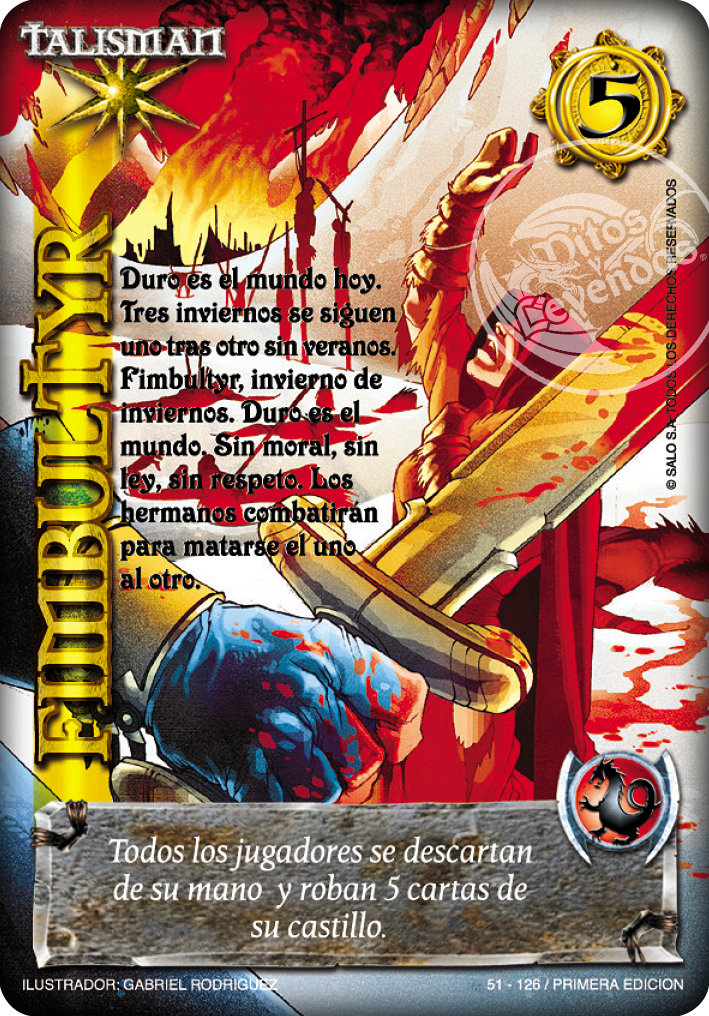 TALISMAN
5
Mitos
y
Leyendas
®
© SALO S.A. TODOS LOS DERECHOS RESERVADOS
FIMBULTYR
Duro es el mundo hoy.
Tres inviernos se siguen
uno tras otro sin veranos.
Fimbultyr, invierno de
inviernos. Duro es el
mundo. Sin moral, sin
ley, sin respeto. Los
hermanos combatirán
para matarse el uno
al otro.
Todos los jugadores se descartan
de su mano y roban 5 cartas de
su castillo.
ILUSTRADOR: GABRIEL RODRIGUEZ
51 - 126 / PRIMERA EDICION